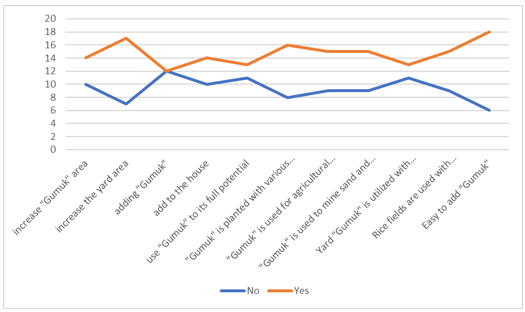 20
18
16
14
12
10
8
6
4
2
0
increase "Gumuk" area
increase the yard area
adding "Gumuk"
add to the house
use "Gumuk" to its full potential
"Gumuk" is planted with various...
"Gumuk" is used for agricultural...
"Gumuk" is used to mine sand and...
Yard "Gumuk" is utilized with...
Rice fields are used with...
Easy to add "Gumuk"
No
Yes